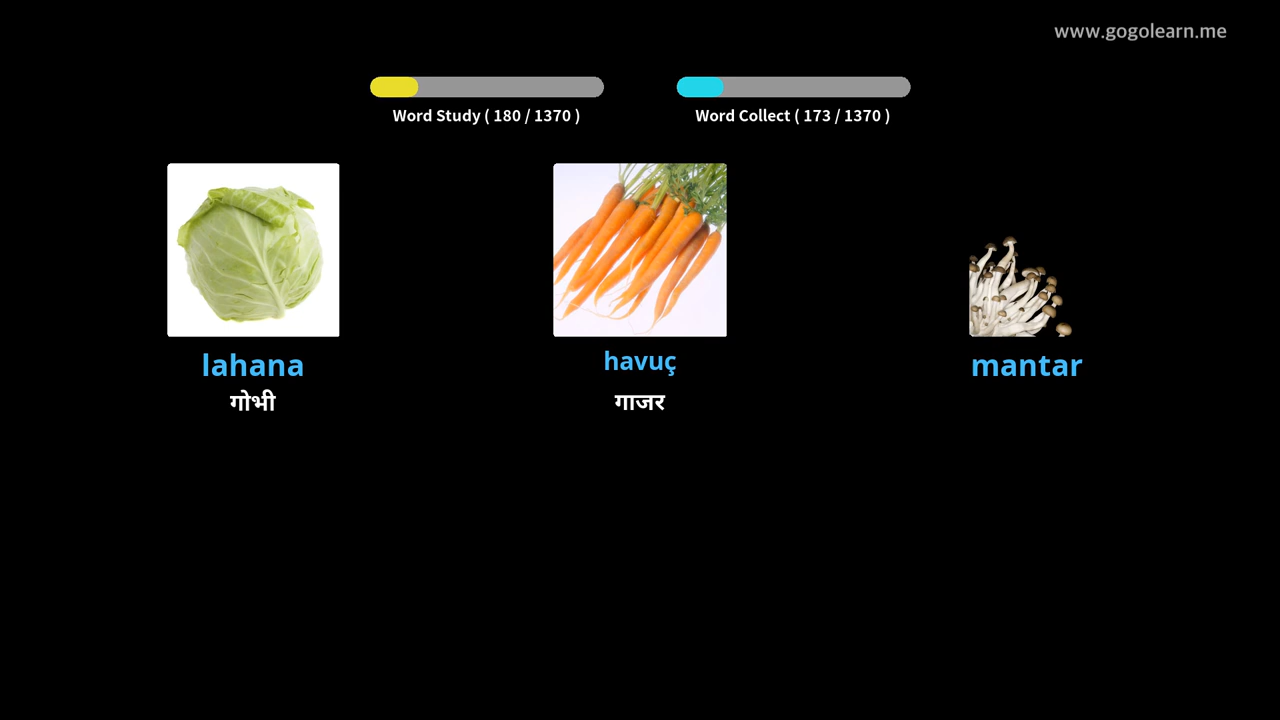 www.gogolearn.me
Word Study ( 180 / 1370 )
Word Collect ( 173 / 1370 )
lahana
havuç
mantar
गोभी
गाजर